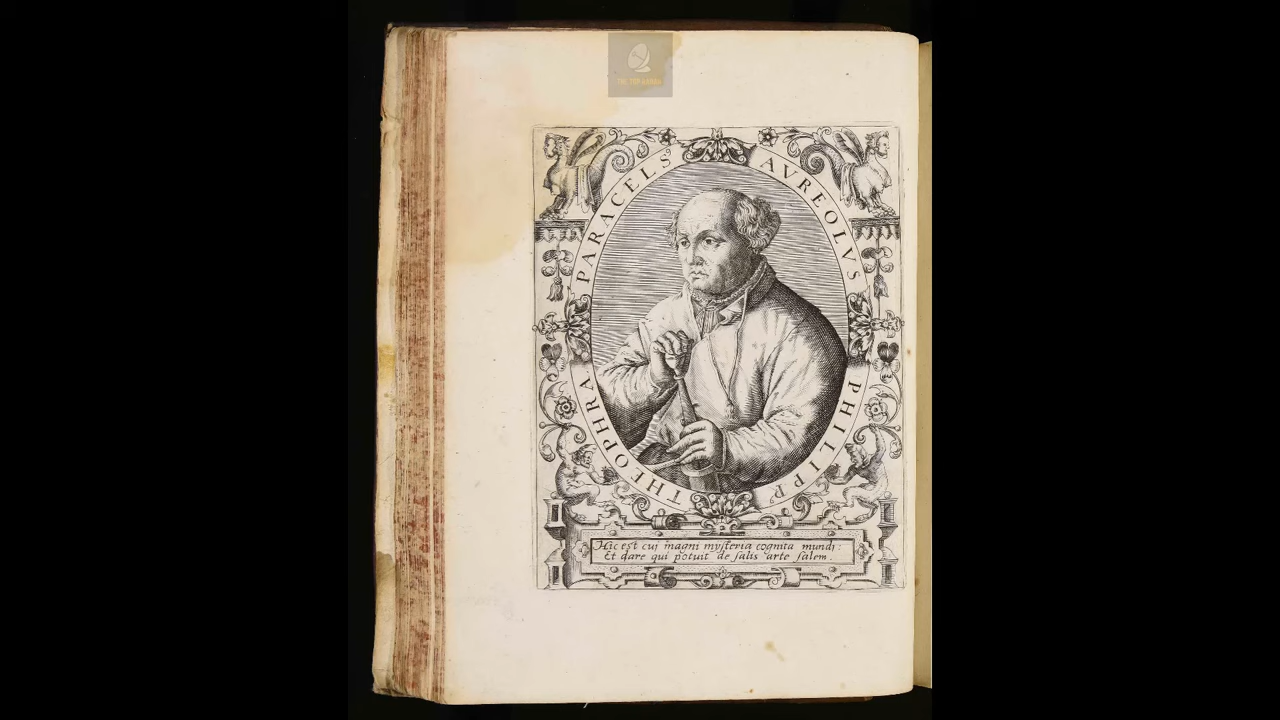 AVREOLVS PHILIPP THEOPHRA PARACELS
Hic est cui magni mysteria cognita mundi:
Et dare qui potuit de salis arte salem.